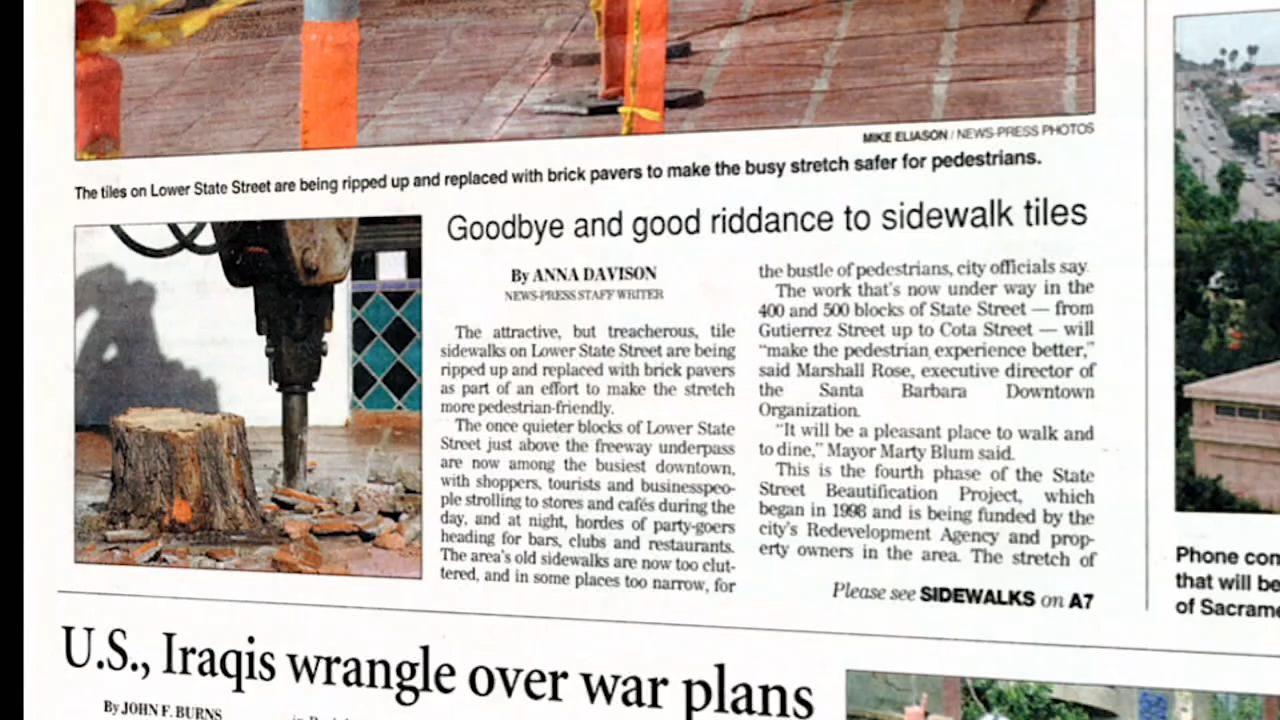 MIKE ELIASON / NEWS-PRESS PHOTOS
The tiles on Lower State Street are being ripped up and replaced with brick pavers to make the busy stretch safer for pedestrians.
Goodbye and good riddance to sidewalk tiles
By ANNA DAVISON
NEWS-PRESS STAFF WRITER
The attractive, but treacherous, tile
sidewalks on Lower State Street are being
ripped up and replaced with brick pavers
as part of an effort to make the stretch
more pedestrian-friendly.
The once quieter blocks of Lower State
Street just above the freeway underpass
are now among the busiest downtown,
with shoppers, tourists and businesspeo-
ple strolling to stores and cafés during the
day, and at night, hordes of party-goers
heading for bars, clubs and restaurants.
The area's old sidewalks are now too clut-
tered, and in some places too narrow, for
the bustle of pedestrians, city officials say.
The work that's now under way in the
400 and 500 blocks of State Street — from
Gutierrez Street up to Cota Street — will
"make the pedestrian experience better,"
said Marshall Rose, executive director of
the Santa Barbara Downtown
Organization.
"It will be a pleasant place to walk and
to dine," Mayor Marty Blum said.
This is the fourth phase of the State
Street Beautification Project, which
began in 1998 and is being funded by the
city's Redevelopment Agency and prop-
erty owners in the area. The stretch of
Please see SIDEWALKS on A7
Phone con
that will be
of Sacrame
U.S., Iraqis wrangle over war plans
By JOHN F. BURNS